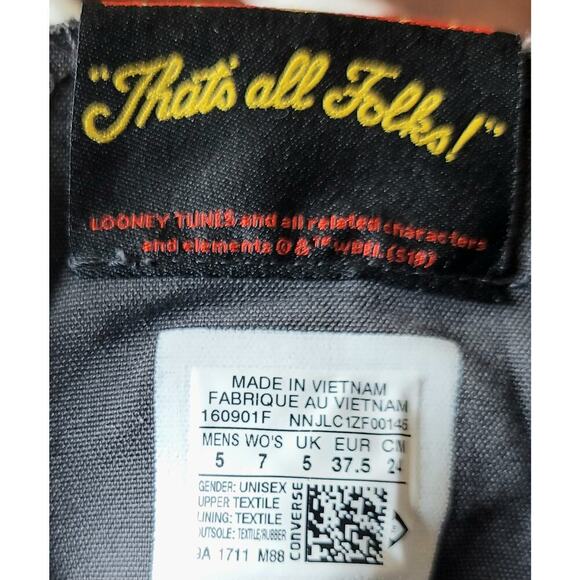 "That's all Folks!"
LOONEY TUNES and all related characters
and elements © & ™ WBEI. (S18)
MADE IN VIETNAM
FABRIQUE AU VIETNAM
160901F NNJLC1ZF00145
MENS WO'S UK EUR CM
5 7 5 37.5 24
GENDER: UNISEX
UPPER TEXTILE
LINING: TEXTILE
OUTSOLE: TEXTILE/RUBBER
1711 M88
CONVERSE